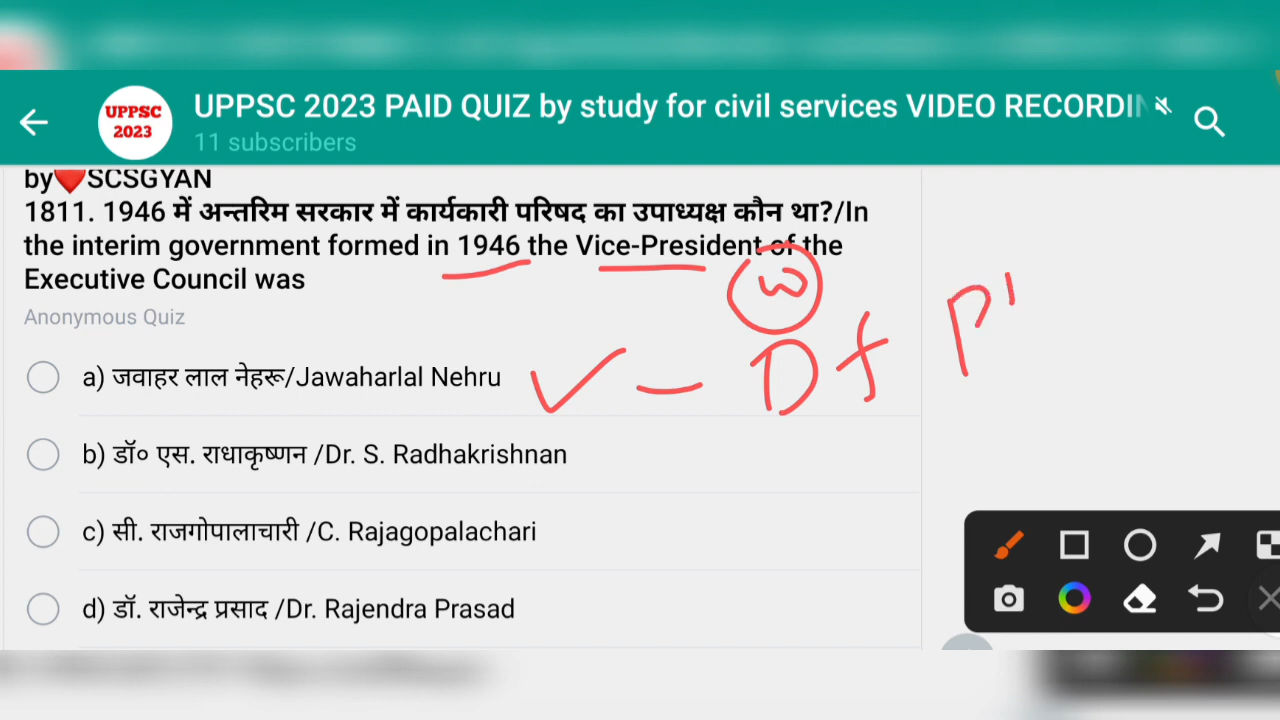 UPPSC
2023
UPPSC 2023 PAID QUIZ by study for civil services VIDEO RECORDIN
11 subscribers
by❤️SCSGYAN
1811. 1946 में अन्तरिम सरकार में कार्यकारी परिषद का उपाध्यक्ष कौन था?/In
the interim government formed in 1946 the Vice-President of the
Executive Council was
Anonymous Quiz
a) जवाहर लाल नेहरू/Jawaharlal Nehru
b) डॉ० एस. राधाकृष्णन /Dr. S. Radhakrishnan
c) सी. राजगोपालाचारी /C. Rajagopalachari
d) डॉ. राजेन्द्र प्रसाद /Dr. Rajendra Prasad